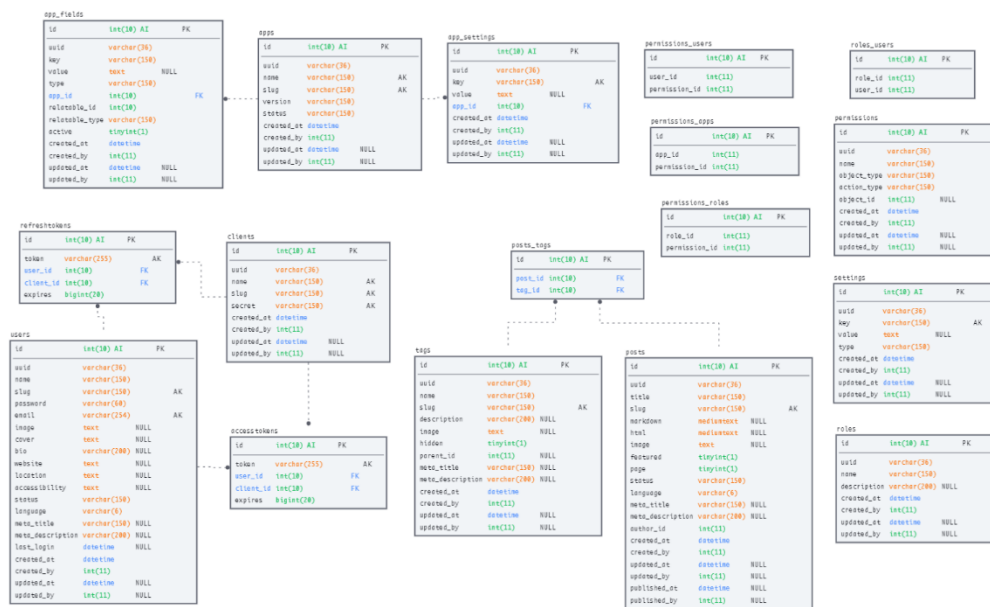 app_fields
id int(10) AI PK
uuid varchar(36)
key varchar(150)
value text NULL
type varchar(150)
app_id int(10) FK
relatable_id int(10)
relatable_type varchar(150)
active tinyint(1)
created_at datetime
created_by int(11)
updated_at datetime NULL
updated_by int(11) NULL
apps
id int(10) AI PK
uuid varchar(36)
name varchar(150) AK
slug varchar(150) AK
version varchar(150)
status varchar(150)
created_at datetime
created_by int(11)
updated_at datetime NULL
updated_by int(11) NULL
app_settings
id int(10) AI PK
uuid varchar(36)
key varchar(150) AK
value text NULL
app_id int(10) FK
created_at datetime
created_by int(11)
updated_at datetime NULL
updated_by int(11) NULL
permissions_users
id int(10) AI PK
user_id int(11)
permission_id int(11)
roles_users
id int(10) AI PK
role_id int(11)
user_id int(11)
permissions_apps
id int(10) AI PK
app_id int(11)
permission_id int(11)
permissions
id int(10) AI PK
uuid varchar(36)
name varchar(150)
object_type varchar(150)
action_type varchar(150)
object_id int(11) NULL
created_at datetime
created_by int(11)
updated_at datetime NULL
updated_by int(11) NULL
permissions_roles
id int(10) AI PK
role_id int(11)
permission_id int(11)
refreshtokens
id int(10) AI PK
token varchar(255) AK
user_id int(10) FK
client_id int(10) FK
expires bigint(20)
clients
id int(10) AI PK
uuid varchar(36)
name varchar(150) AK
slug varchar(150) AK
secret varchar(150) AK
created_at datetime
created_by int(11)
updated_at datetime NULL
updated_by int(11) NULL
posts_tags
id int(10) AI PK
post_id int(10) FK
tag_id int(10) FK
settings
id int(10) AI PK
uuid varchar(36)
key varchar(150) AK
value text NULL
type varchar(150)
created_at datetime
created_by int(11)
updated_at datetime NULL
updated_by int(11) NULL
users
id int(10) AI PK
uuid varchar(36)
name varchar(150)
slug varchar(150) AK
password varchar(60)
email varchar(254) AK
image text NULL
cover text NULL
bio varchar(200) NULL
website text NULL
location text NULL
accessibility text NULL
status varchar(150)
language varchar(6)
meta_title varchar(150) NULL
meta_description varchar(200) NULL
last_login datetime NULL
created_at datetime
created_by int(11)
updated_at datetime NULL
updated_by int(11) NULL
accesstokens
id int(10) AI PK
token varchar(255) AK
user_id int(10) FK
client_id int(10) FK
expires bigint(20)
tags
id int(10) AI PK
uuid varchar(36)
name varchar(150)
slug varchar(150) AK
description varchar(200) NULL
image text NULL
hidden tinyint(1)
parent_id int(11) NULL
meta_title varchar(150) NULL
meta_description varchar(200) NULL
created_at datetime
created_by int(11)
updated_at datetime NULL
updated_by int(11) NULL
posts
id int(10) AI PK
uuid varchar(36)
title varchar(150)
slug varchar(150) AK
markdown mediumtext NULL
html mediumtext NULL
image text NULL
featured tinyint(1)
page tinyint(1)
status varchar(150)
language varchar(6)
meta_title varchar(150) NULL
meta_description varchar(200) NULL
author_id int(11)
created_at datetime
created_by int(11)
updated_at datetime NULL
updated_by int(11) NULL
published_at datetime NULL
published_by int(11) NULL
roles
id int(10) AI PK
uuid varchar(36)
name varchar(150)
description varchar(200) NULL
created_at datetime
created_by int(11)
updated_at datetime NULL
updated_by int(11) NULL